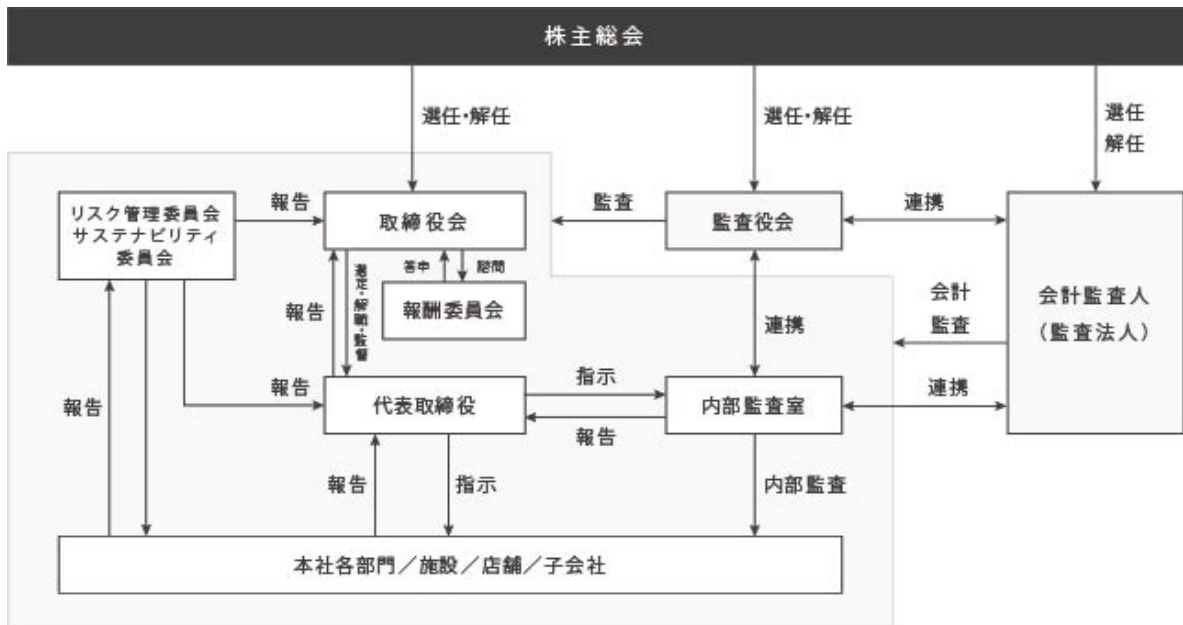 株主総会
選任・解任
選任・解任
選任
解任
リスク管理委員会
サステナビリティ
委員会
報告
取締役会
監査
監査役会
連携
会計監査人
（監査法人）
答申
諮問
報酬委員会
報告
選定・解職・監督
連携
会計
監査
報告
報告
代表取締役
指示
報告
内部監査室
連携
報告
指示
内部監査
本社各部門／施設／店舗／子会社